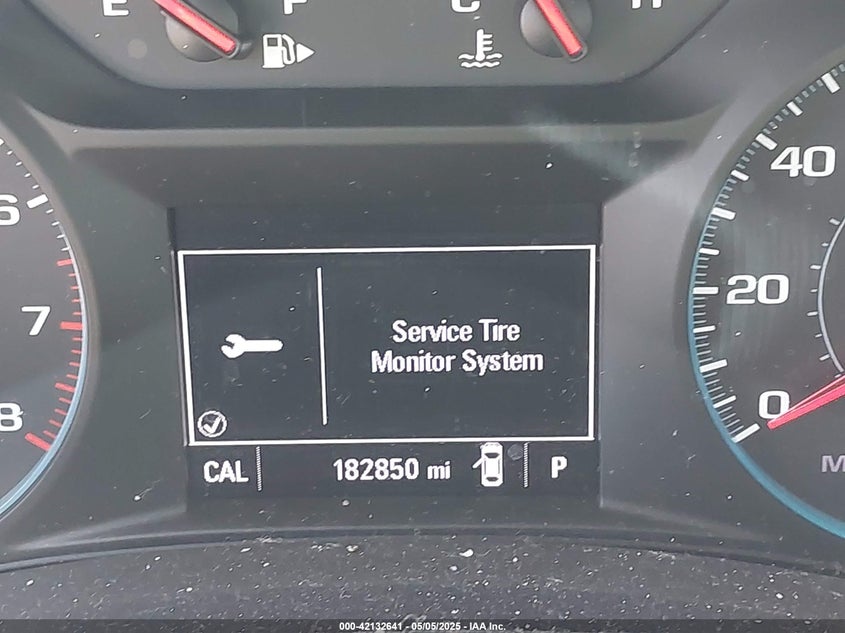 E F C H
6
7
8
40
20
0
M
Service Tire
Monitor System
CAL 182850 mi P
000-42132641 - 05/05/2025 - IAA Inc.